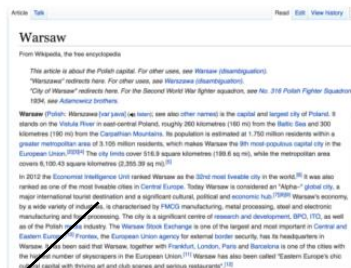 Article Talk Read Edit View history
Warsaw
From Wikipedia, the free encyclopedia
This article is about the Polish capital. For other uses, see Warsaw (disambiguation).
"Warszawa" redirects here. For other uses, see Warszawa (disambiguation).
"City of Warsaw" redirects here. For the Second World War fighter squadron, see No. 316 Polish Fighter Squadron
1934, see Adamowicz brothers.
Warsaw (Polish: Warszawa see also other names) is the capital and largest city of Poland. It
stands on the Vistula River in east-central Poland, roughly 260 kilometres (160 mi) from the Baltic Sea and 300
kilometres (190 mi) from the Carpathian Mountains. Its population is estimated at 1.750 million residents within a
greater metropolitan area of 3.105 million residents, which makes Warsaw the 9th most-populous capital city in the
European Union. The city limits cover 516.9 square kilometres (199.6 sq mi), while the metropolitan area
covers 6,100.43 square kilometres (2,355.39 sq mi).
In 2012 the Economist Intelligence Unit ranked Warsaw as the 32nd most liveable city in the world. It was also
ranked as one of the most liveable cities in Central Europe. Today Warsaw is considered an "Alpha–" global city, a
major international tourist destination and a significant cultural, political and economic hub. Warsaw's economy,
by a wide variety of is characterised by FMCG manufacturing, metal processing, steel and electronic
manufacturing and food processing. The city is a significant centre of research and development, BPO, ITO, as well
as of the Polish media industry. The Warsaw Stock Exchange is one of the largest and most important in Central and
Eastern Europe. Frontex, the European Union agency for external border security, has its headquarters in
Warsaw. It has been said that Warsaw, together with Frankfurt, London, Paris and Barcelona is one of the cities with
the highest number of skyscrapers in the European Union. Warsaw has also been called "Eastern Europe's chic
cultural capital with thriving art and club scenes and serious restaurants".